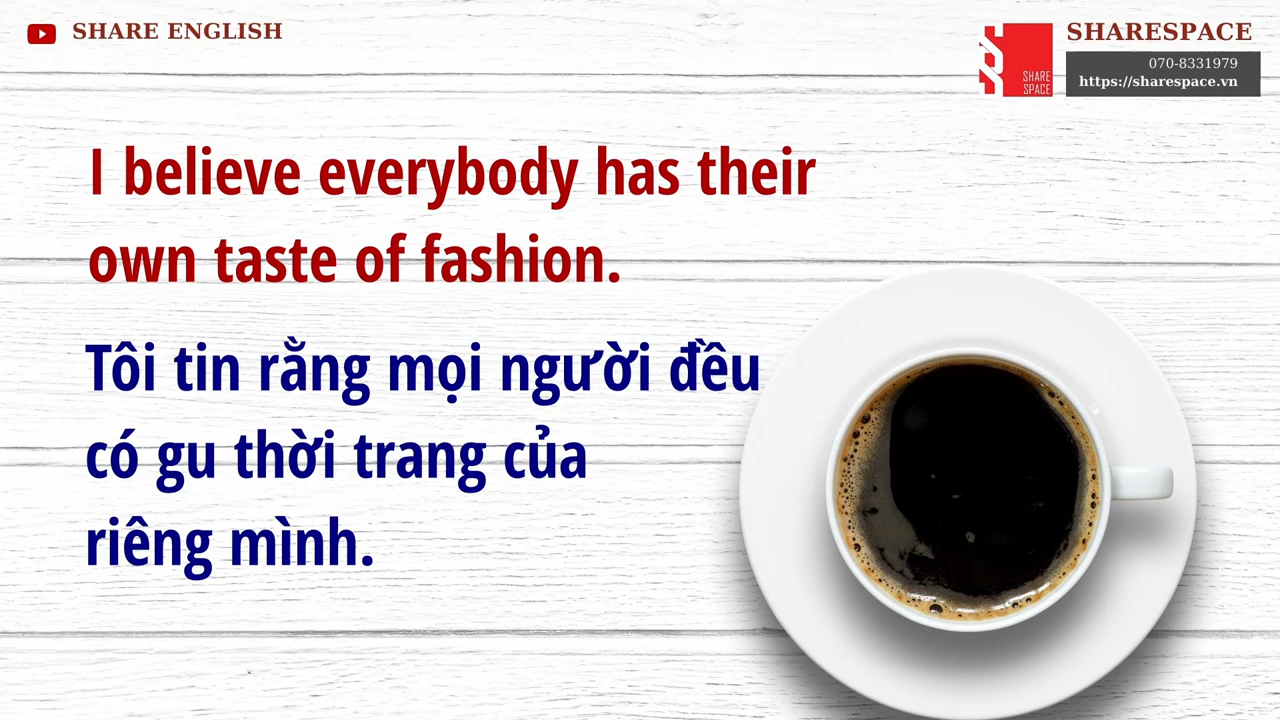 SHARE ENGLISH
SHARESPACE
070-8331979
https://sharespace.vn
SHARE
SPACE
I believe everybody has their
own taste of fashion.
Tôi tin rằng mọi người đều
có gu thời trang của
riêng mình.